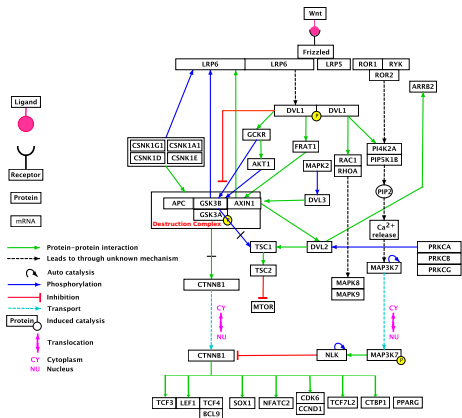 Wnt
Frizzled
LRP6
LRP6
LRP5
ROR1
RYK
ROR2
ARRB2
Ligand
DVL1
P
DVL1
GCKR
CSNK1G1
CSNK1A1
FRAT1
PI4K2A
CSNK1D
CSNK1E
AKT1
MAPK2
RAC1
PIP5K1B
RHOA
Receptor
Protein
APC
GSK3B
AXIN1
DVL3
PIP2
GSK3A
mRNA
Destruction Complex
Ca2+
release
Protein-protein interaction
TSC1
DVL2
PRKCA
Leads to through unknown mechanism
PRKCB
Auto catalysis
TSC2
MAP3K7
PRKCG
Phosphorylation
CTNNB1
MAPK8
Inhibition
MAPK9
Transport
MTOR
Protein
Induced catalysis
CY
CY
Translocation
NU
NU
CY
Cytoplasm
CTNNB1
NLK
MAP3K7
P
NU
Nucleus
TCF3
LEF1
TCF4
SOX1
NFATC2
CDK6
TCF7L2
CTBP1
PPARG
BCL9
CCND1